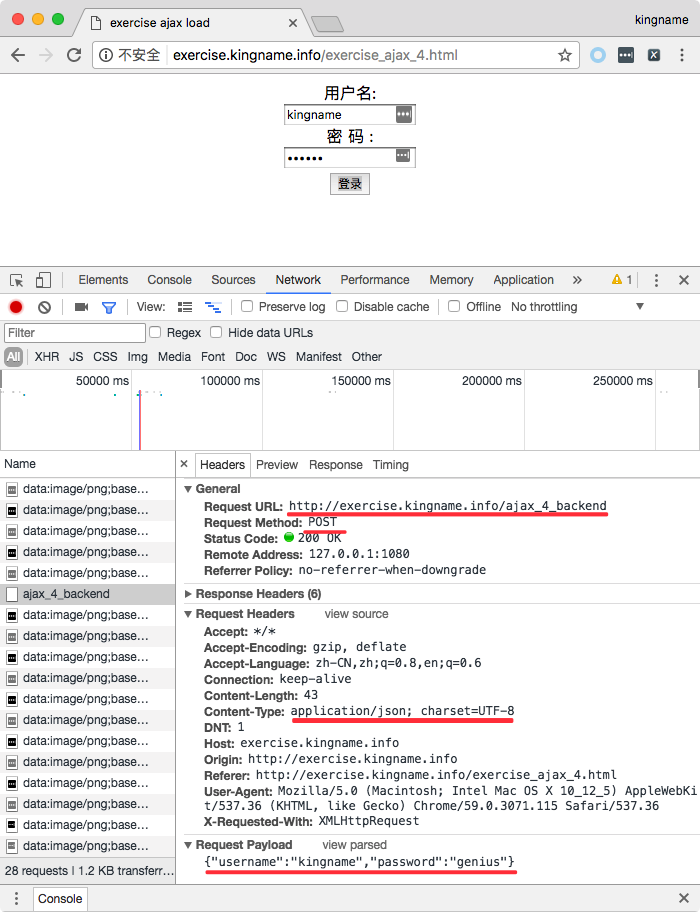 exercise ajax load
kingname
不安全 exercise.kingname.info/exercise_ajax_4.html
用户名:
kingname
密 码 :
登录
Elements Console Sources Network Performance Memory Application » 1
View: Preserve log Disable cache Offline No throttling
Filter Regex Hide data URLs
All XHR JS CSS Img Media Font Doc WS Manifest Other
50000 ms 100000 ms 150000 ms 200000 ms 250000 ms
Name
data:image/png;base…
data:image/png;base…
data:image/png;base…
data:image/png;base…
data:image/png;base…
ajax_4_backend
data:image/png;base…
data:image/png;base…
data:image/png;base…
data:image/png;base…
data:image/png;base…
data:image/png;base…
data:image/png;base…
data:image/png;base…
data:image/png;base…
data:image/png;base…
data:image/png;base…
data:image/png;base…
28 requests | 1.2 KB transferr…
× Headers Preview Response Timing
General
Request URL: http://exercise.kingname.info/ajax_4_backend
Request Method: POST
Status Code: 200 OK
Remote Address: 127.0.0.1:1080
Referrer Policy: no-referrer-when-downgrade
Response Headers (6)
Request Headers view source
Accept: */*
Accept-Encoding: gzip, deflate
Accept-Language: zh-CN,zh;q=0.8,en;q=0.6
Connection: keep-alive
Content-Length: 43
Content-Type: application/json; charset=UTF-8
DNT: 1
Host: exercise.kingname.info
Origin: http://exercise.kingname.info
Referer: http://exercise.kingname.info/exercise_ajax_4.html
User-Agent: Mozilla/5.0 (Macintosh; Intel Mac OS X 10_12_5) AppleWebKi
t/537.36 (KHTML, like Gecko) Chrome/59.0.3071.115 Safari/537.36
X-Requested-With: XMLHttpRequest
Request Payload view parsed
{"username":"kingname","password":"genius"}
Console